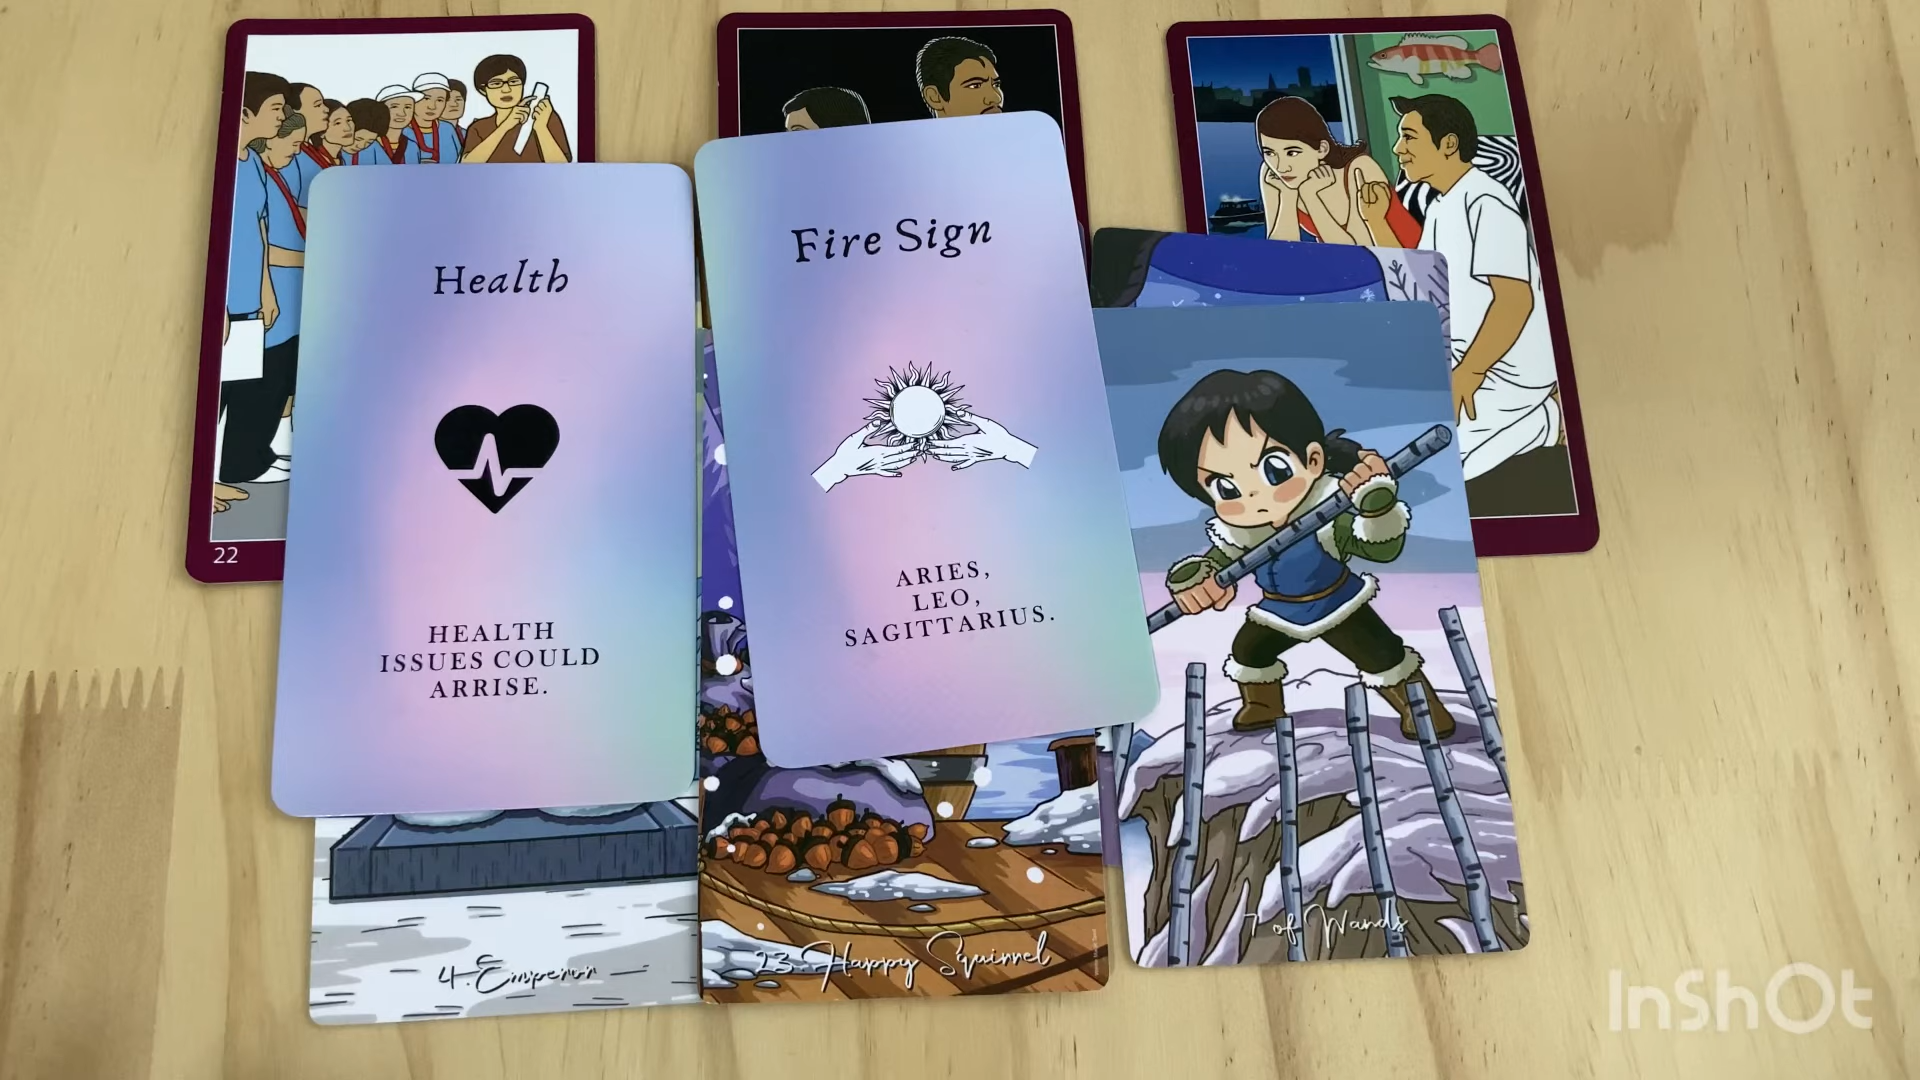 22
Health
HEALTH
ISSUES COULD
ARRISE.
Fire Sign
ARIES,
LEO,
SAGITTARIUS.
4. Emperor
23. Happy Squirrel
7 of Wands
InShOt